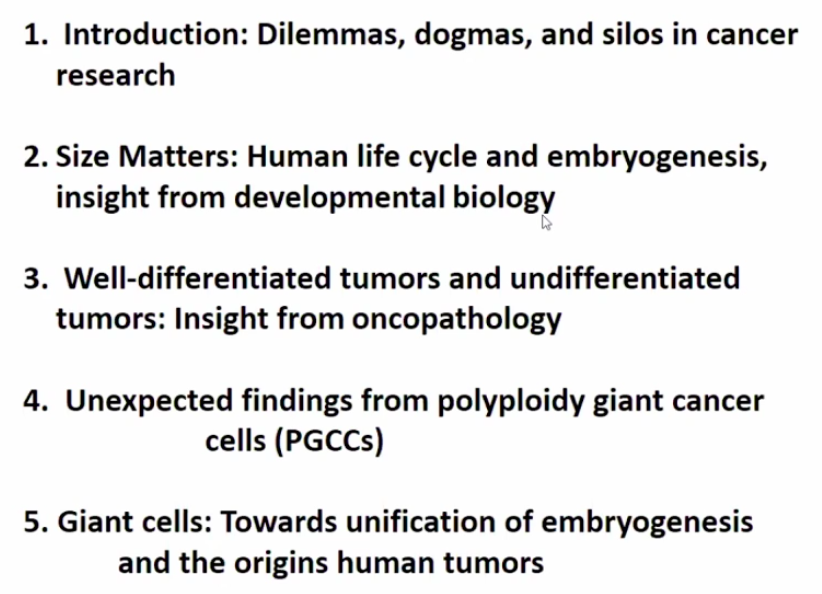 1. Introduction: Dilemmas, dogmas, and silos in cancer
research
2. Size Matters: Human life cycle and embryogenesis,
insight from developmental biology
3. Well-differentiated tumors and undifferentiated
tumors: Insight from oncopathology
4. Unexpected findings from polyploidy giant cancer
cells (PGCCs)
5. Giant cells: Towards unification of embryogenesis
and the origins human tumors